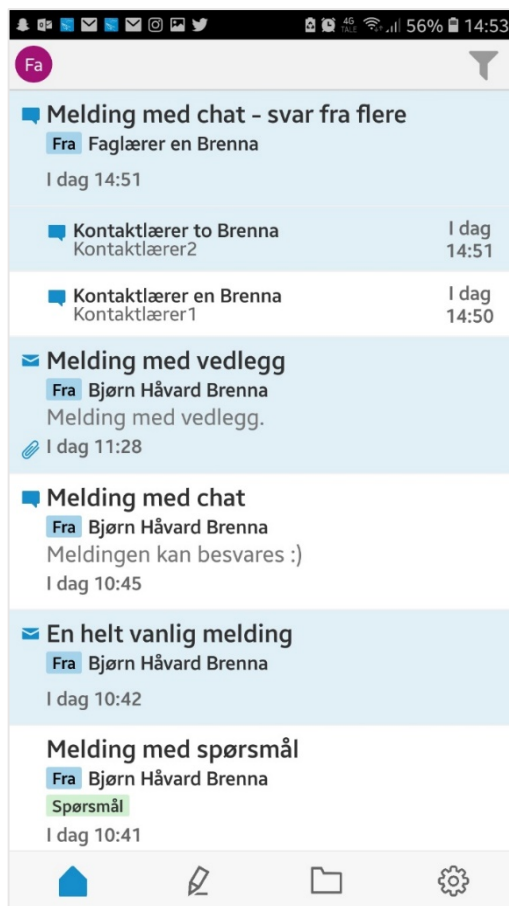 4G
TALE
56%
14:53
Fa
Melding med chat - svar fra flere
Fra Faglærer en Brenna
I dag 14:51
Kontaktlærer to Brenna
Kontaktlærer2
I dag
14:51
Kontaktlærer en Brenna
Kontaktlærer1
I dag
14:50
Melding med vedlegg
Fra Bjørn Håvard Brenna
Melding med vedlegg.
I dag 11:28
Melding med chat
Fra Bjørn Håvard Brenna
Meldingen kan besvares :)
I dag 10:45
En helt vanlig melding
Fra Bjørn Håvard Brenna
I dag 10:42
Melding med spørsmål
Fra Bjørn Håvard Brenna
Spørsmål
I dag 10:41